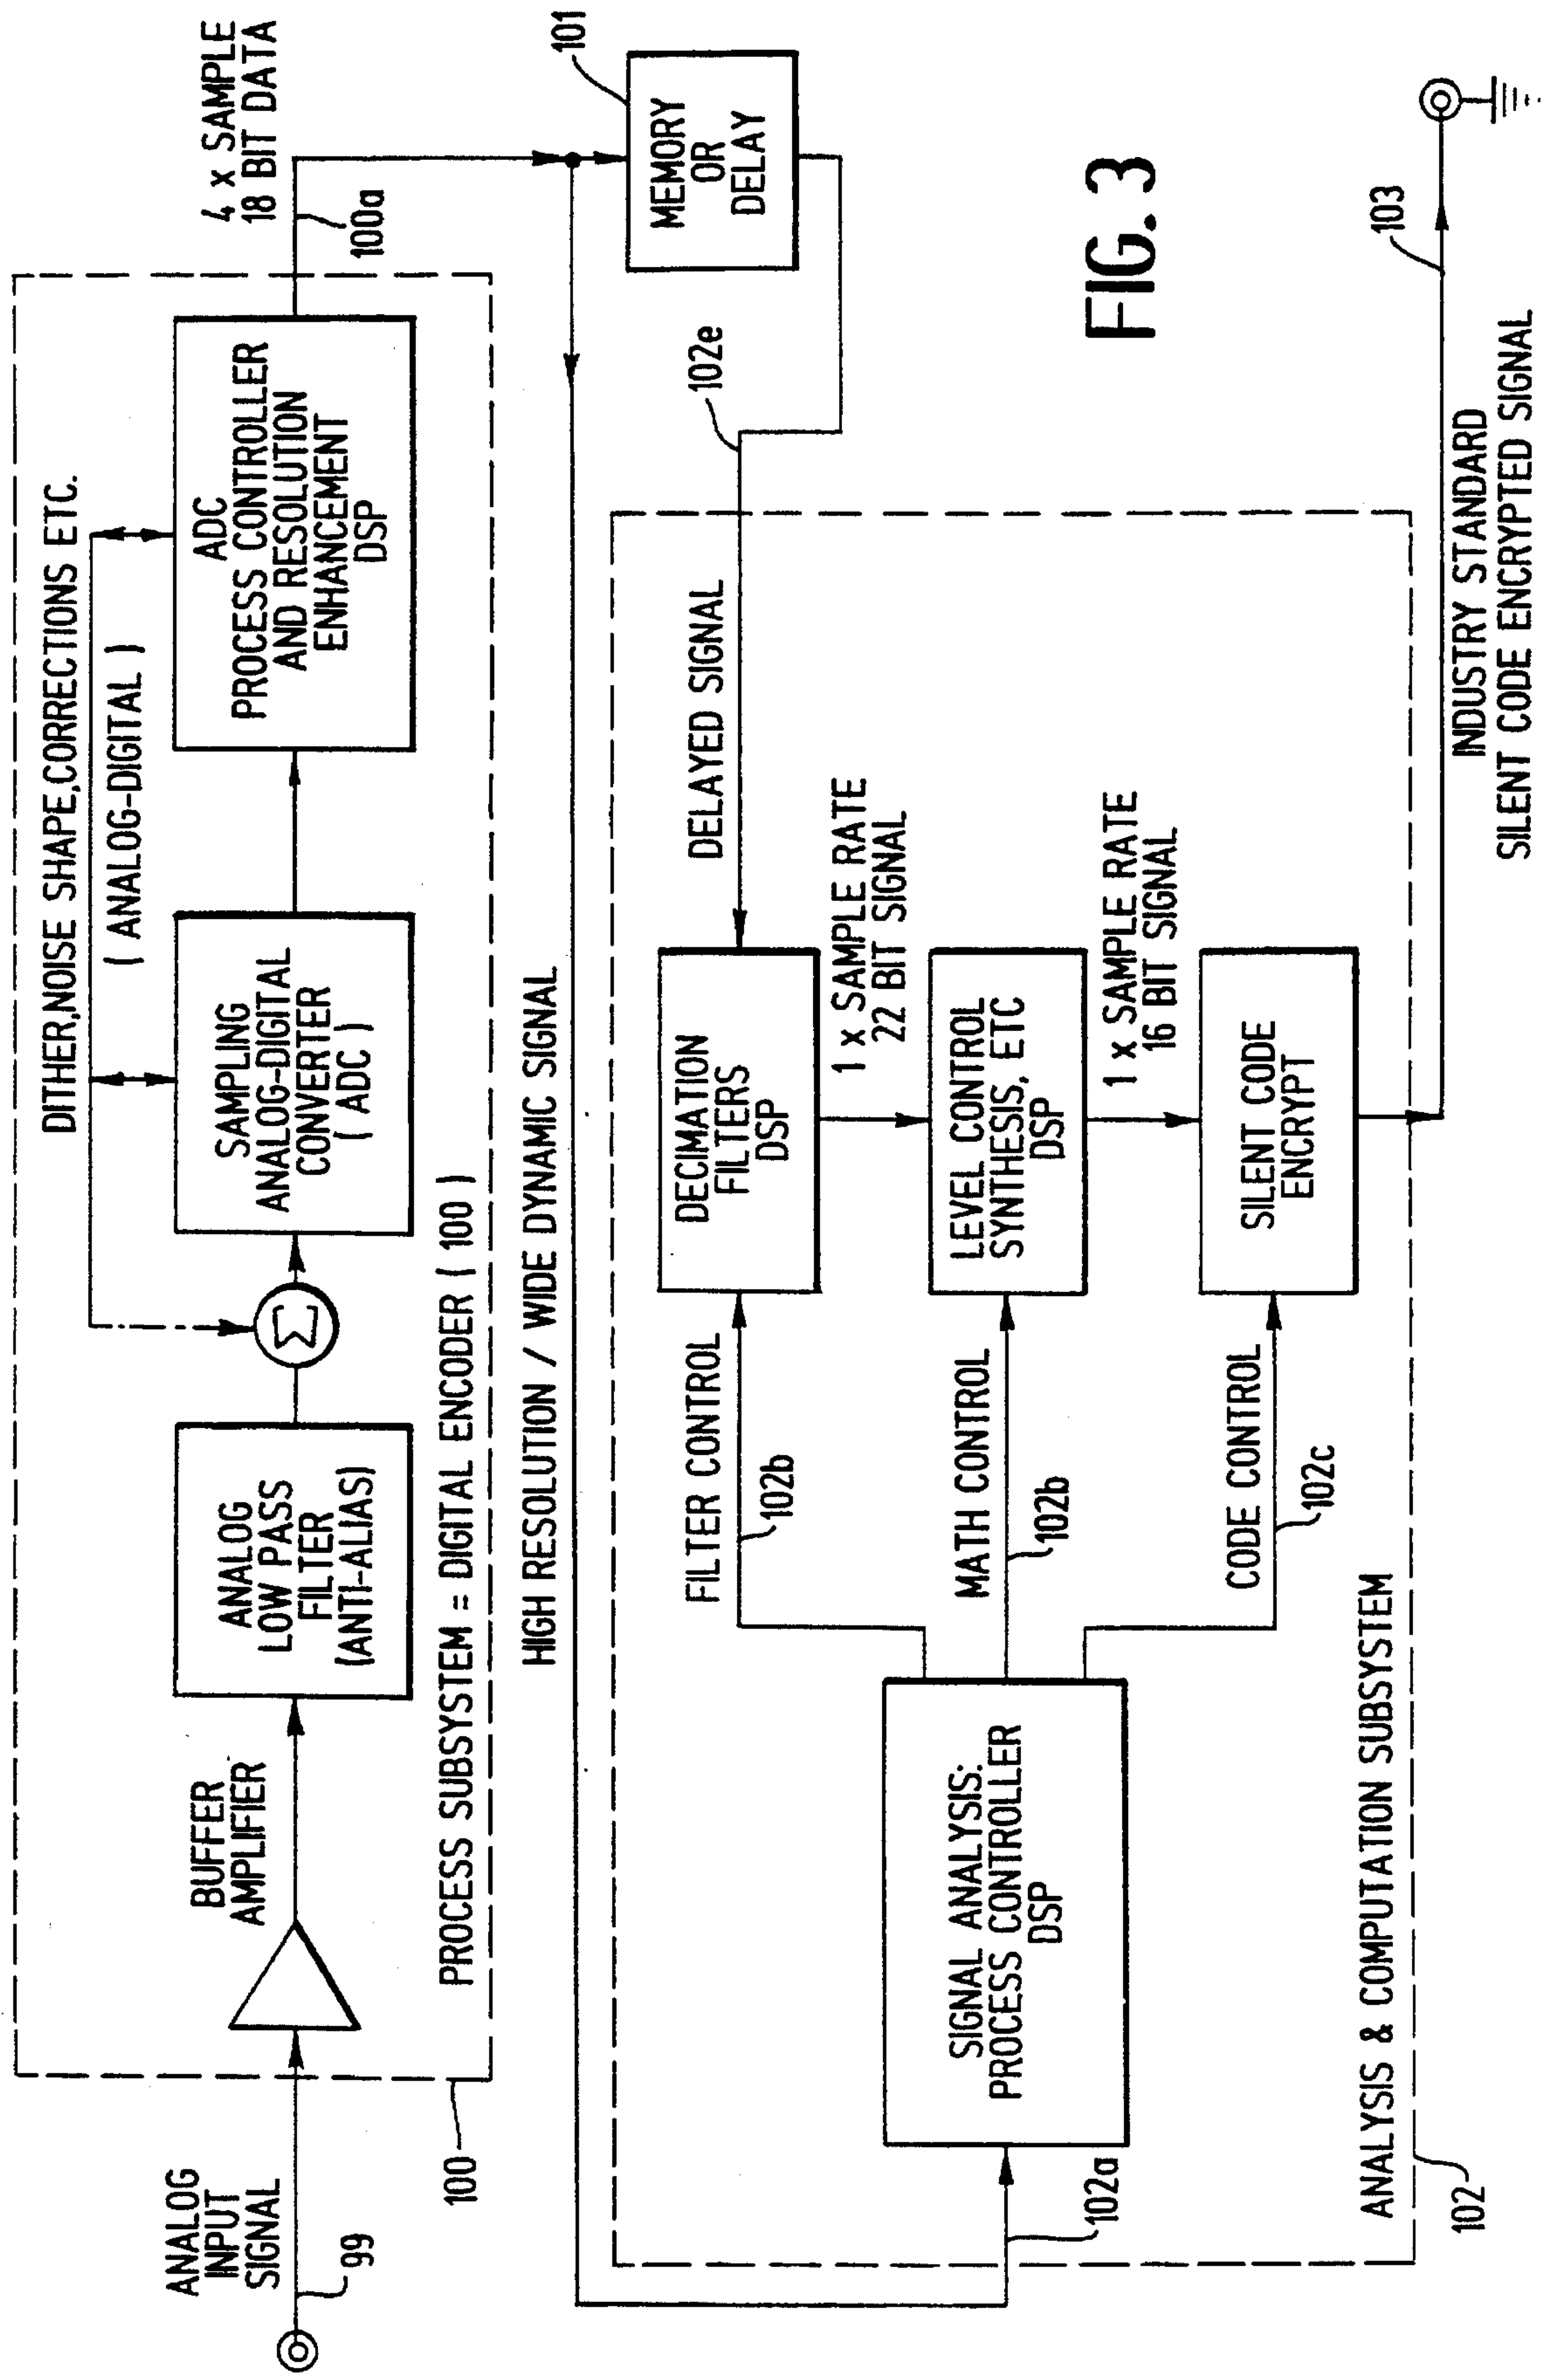 DITHER,NOISE SHAPE,CORRECTIONS ETC.
( ANALOG-DIGITAL )
ANALOG
INPUT
SIGNAL
99
BUFFER
AMPLIFIER
ANALOG
LOW PASS
FILTER
(ANTI-ALIAS)
Σ
SAMPLING
ANALOG-DIGITAL
CONVERTER
( ADC )
ADC
PROCESS CONTROLLER
AND RESOLUTION
ENHANCEMENT
DSP
4 x SAMPLE
18 BIT DATA
100a
100
PROCESS SUBSYSTEM = DIGITAL ENCODER ( 100 )
HIGH RESOLUTION / WIDE DYNAMIC SIGNAL
101
MEMORY
OR
DELAY
102e
DELAYED SIGNAL
FILTER CONTROL
102b
DECIMATION
FILTERS
DSP
1 x SAMPLE RATE
22 BIT SIGNAL
102a
SIGNAL ANALYSIS:
PROCESS CONTROLLER
DSP
MATH CONTROL
102b
LEVEL CONTROL
SYNTHESIS, ETC
DSP
1 x SAMPLE RATE
16 BIT SIGNAL
CODE CONTROL
102c
SILENT CODE
ENCRYPT
FIG. 3
102
ANALYSIS & COMPUTATION SUBSYSTEM
103
INDUSTRY STANDARD
SILENT CODE ENCRYPTED SIGNAL